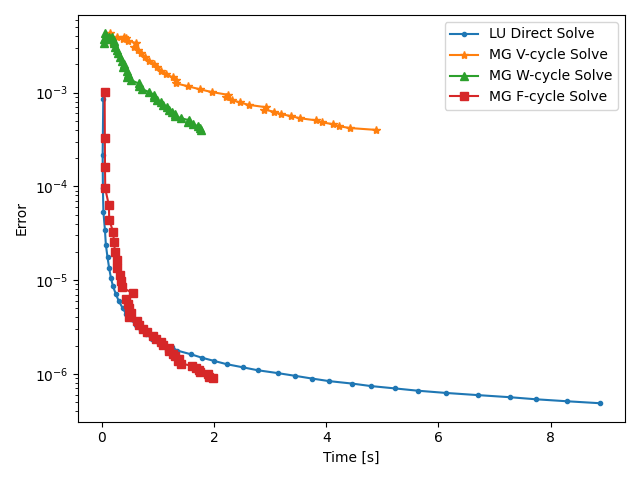 LU Direct Solve
MG V-cycle Solve
MG W-cycle Solve
MG F-cycle Solve
10⁻³
10⁻⁴
10⁻⁵
10⁻⁶
Error
0 2 4 6 8
Time [s]